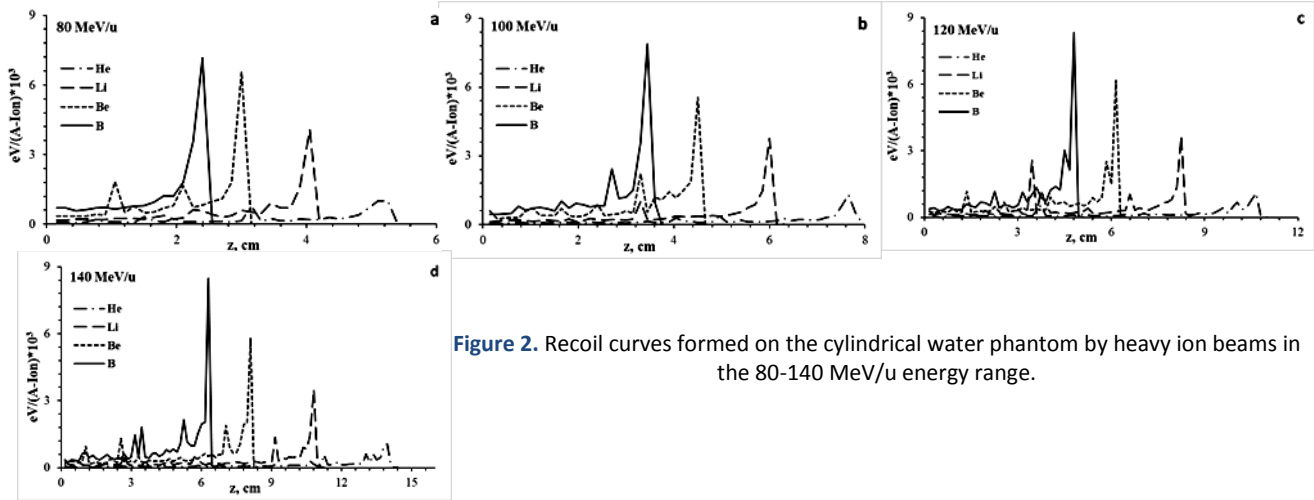 80 MeV/u
a
eV/(A-Ion)*10³
9
6
3
0
He
Li
Be
B
0 2 4 6
z, cm
100 MeV/u
b
eV/(A-Ion)*10³
9
6
3
0
He
Li
Be
B
0 2 4 6 8
z, cm
120 MeV/u
c
eV/(A-Ion)*10³
9
6
3
0
He
Li
Be
B
0 3 6 9 12
z, cm
140 MeV/u
d
eV/(A-Ion)*10³
9
6
3
0
He
Li
Be
B
0 3 6 9 12 15
z, cm
Figure 2. Recoil curves formed on the cylindrical water phantom by heavy ion beams in
the 80-140 MeV/u energy range.